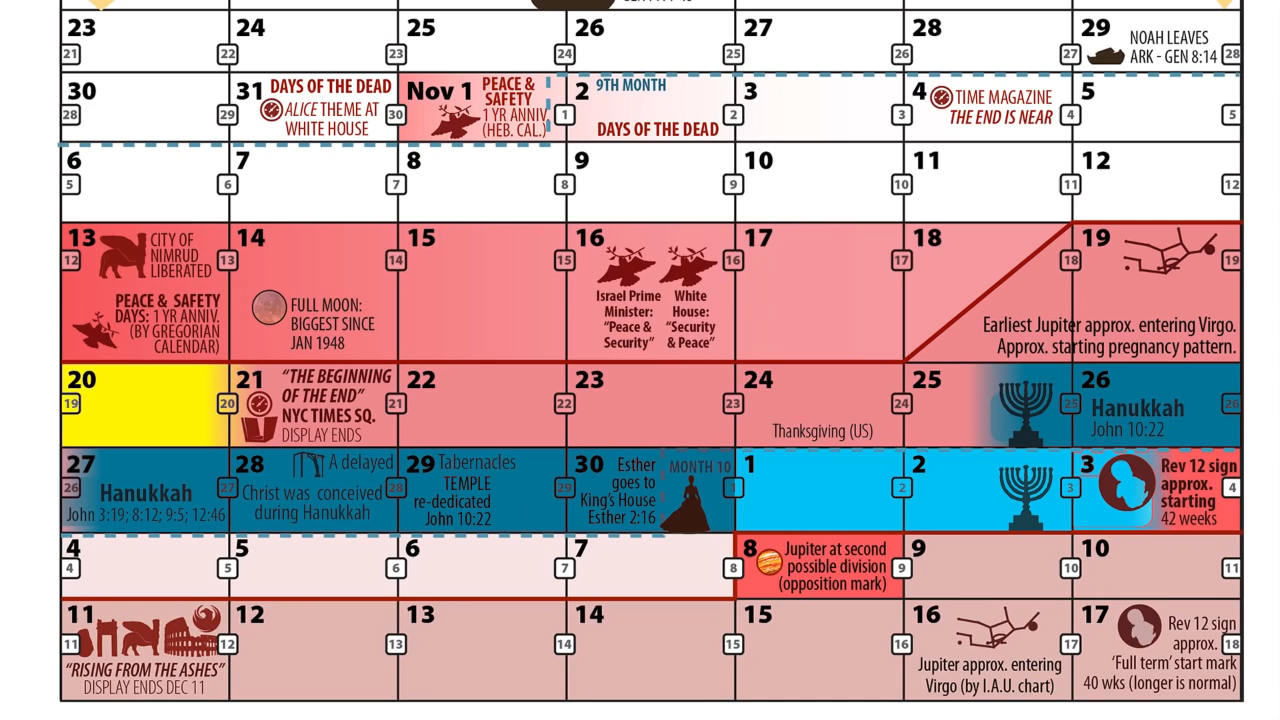 23
24
25
26
27
28
29
NOAH LEAVES
ARK - GEN 8:14
21
22
23
24
25
26
27
28
30
31
DAYS OF THE DEAD
ALICE THEME AT
WHITE HOUSE
Nov 1
PEACE &
SAFETY
1 YR ANNIV
(HEB. CAL.)
2
9TH MONTH
DAYS OF THE DEAD
3
4
TIME MAGAZINE
THE END IS NEAR
5
28
29
30
1
2
3
4
5
6
7
8
9
10
11
12
5
6
7
8
9
10
11
12
13
CITY OF
NIMRUD
LIBERATED
PEACE & SAFETY
DAYS: 1 YR ANNIV.
(BY GREGORIAN
CALENDAR)
14
FULL MOON:
BIGGEST SINCE
JAN 1948
15
16
Israel Prime
Minister:
"Peace &
Security"
White
House:
"Security
& Peace"
17
18
19
Earliest Jupiter approx. entering Virgo.
Approx. starting pregnancy pattern.
12
13
14
15
16
17
18
19
20
21
"THE BEGINNING
OF THE END"
NYC TIMES SQ.
DISPLAY ENDS
22
23
24
Thanksgiving (US)
25
26
Hanukkah
John 10:22
19
20
21
22
23
24
25
26
27
Hanukkah
John 3:19; 8:12; 9:5; 12:46
28
A delayed
Christ was conceived
during Hanukkah
29
Tabernacles
TEMPLE
re-dedicated
John 10:22
30
Esther
goes to
King's House
Esther 2:16
MONTH 10
1
2
3
Rev 12 sign
approx.
starting
42 weeks
26
27
28
29
1
2
3
4
4
5
6
7
8
Jupiter at second
possible division
(opposition mark)
9
10
4
5
6
7
8
9
10
11
11
"RISING FROM THE ASHES"
DISPLAY ENDS DEC 11
12
13
14
15
16
Jupiter approx. entering
Virgo (by I.A.U. chart)
17
Rev 12 sign
approx.
'Full term' start mark
40 wks (longer is normal)
11
12
13
14
15
16
17
18